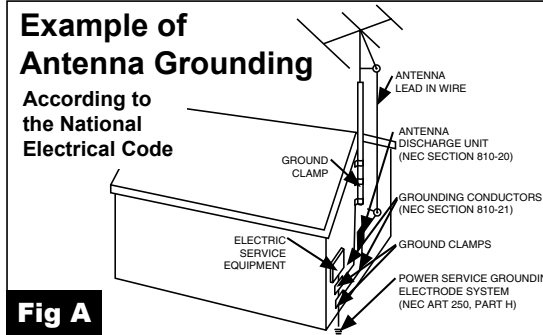 Example of
Antenna Grounding
According to
the National
Electrical Code
ANTENNA
LEAD IN WIRE
ANTENNA
DISCHARGE UNIT
(NEC SECTION 810-20)
GROUND
CLAMP
GROUNDING CONDUCTORS
(NEC SECTION 810-21)
ELECTRIC
SERVICE
EQUIPMENT
GROUND CLAMPS
POWER SERVICE GROUNDIN
ELECTRODE SYSTEM
(NEC ART 250, PART H)
Fig A